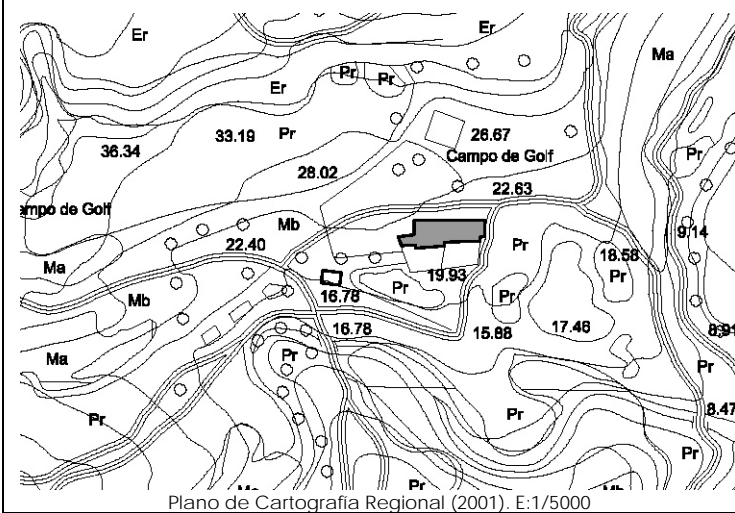 Er
Er
Ma
Er
Pr
Pr
36.34
33.19
Pr
26.67
Campo de Golf
Pr
28.02
22.63
mpo de Golf
Mb
9.14
22.40
Pr
18.58
Ma
19.93
Pr
Mb
16.78
Pr
Pr
16.78
15.88
17.46
8.91
Ma
Pr
Pr
8.47
Pr
Pr
Pr
Pr
Plano de Cartografía Regional (2001). E:1/5000